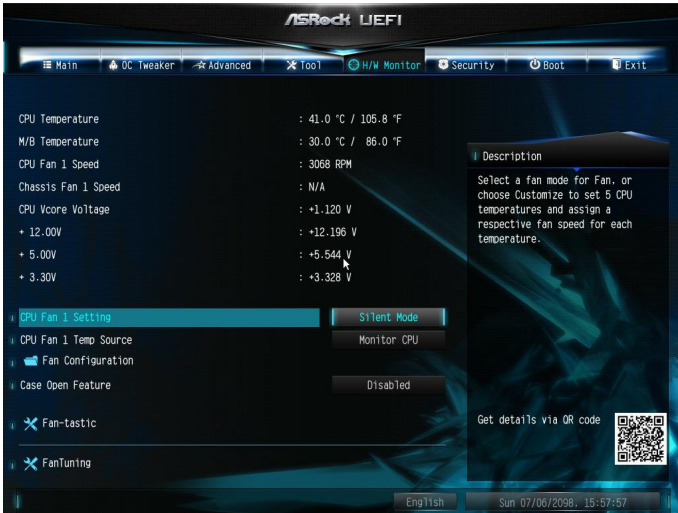 ASRock UEFI
Main OC Tweaker Advanced Tool H/W Monitor Security Boot Exit
CPU Temperature : 41.0 °C / 105.8 °F
M/B Temperature : 30.0 °C / 86.0 °F
CPU Fan 1 Speed : 3068 RPM
Chassis Fan 1 Speed : N/A
CPU Vcore Voltage : +1.120 V
+ 12.00V : +12.196 V
+ 5.00V : +5.544 V
+ 3.30V : +3.328 V
CPU Fan 1 Setting Silent Mode
CPU Fan 1 Temp Source Monitor CPU
Fan Configuration
Case Open Feature Disabled
Fan-tastic
FanTuning
Description
Select a fan mode for Fan, or
choose Customize to set 5 CPU
temperatures and assign a
respective fan speed for each
temperature.
Get details via QR code
English Sun 07/06/2098, 15:57:57